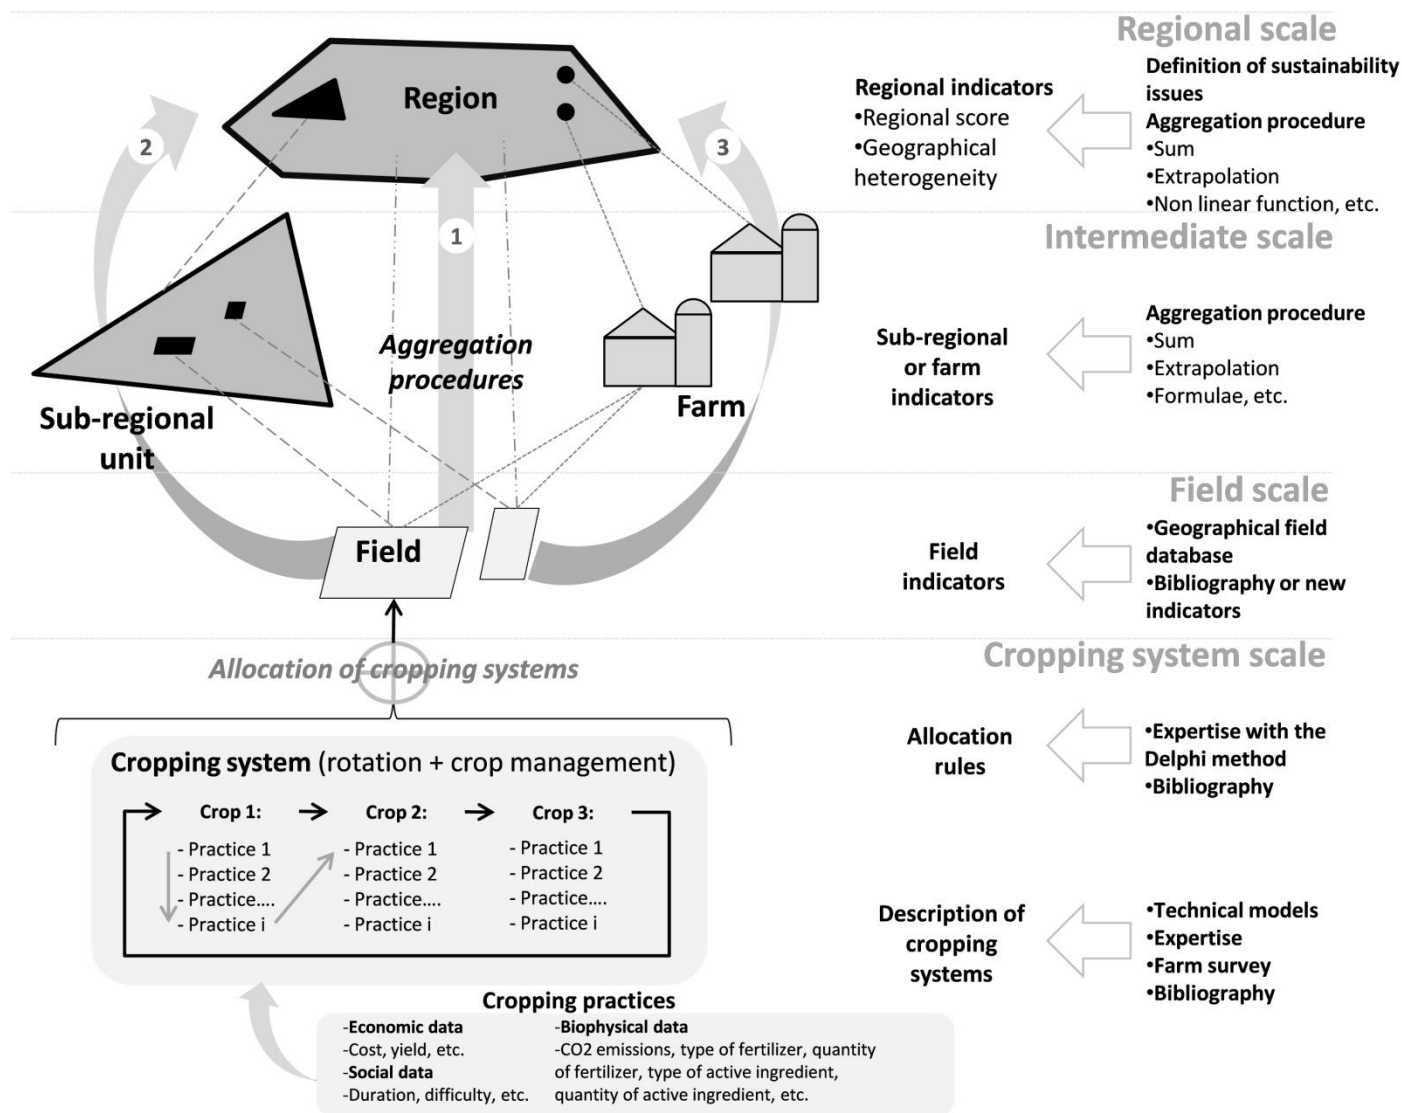 Regional scale
Region
2
3
1
Regional indicators
•Regional score
•Geographical
heterogeneity
Definition of sustainability
issues
Aggregation procedure
•Sum
•Extrapolation
•Non linear function, etc.
Intermediate scale
Aggregation
procedures
Sub-regional
unit
Farm
Sub-regional
or farm
indicators
Aggregation procedure
•Sum
•Extrapolation
•Formulae, etc.
Field scale
Field
Field
indicators
•Geographical field
database
•Bibliography or new
indicators
Cropping system scale
Allocation of cropping systems
Allocation
rules
•Expertise with the
Delphi method
•Bibliography
Cropping system (rotation + crop management)
Crop 1:
- Practice 1
- Practice 2
- Practice....
- Practice i
Crop 2:
- Practice 1
- Practice 2
- Practice....
- Practice i
Crop 3:
- Practice 1
- Practice 2
- Practice....
- Practice i
Description of
cropping
systems
•Technical models
•Expertise
•Farm survey
•Bibliography
Cropping practices
-Economic data
-Cost, yield, etc.
-Social data
-Duration, difficulty, etc.
-Biophysical data
-CO2 emissions, type of fertilizer, quantity
of fertilizer, type of active ingredient,
quantity of active ingredient, etc.